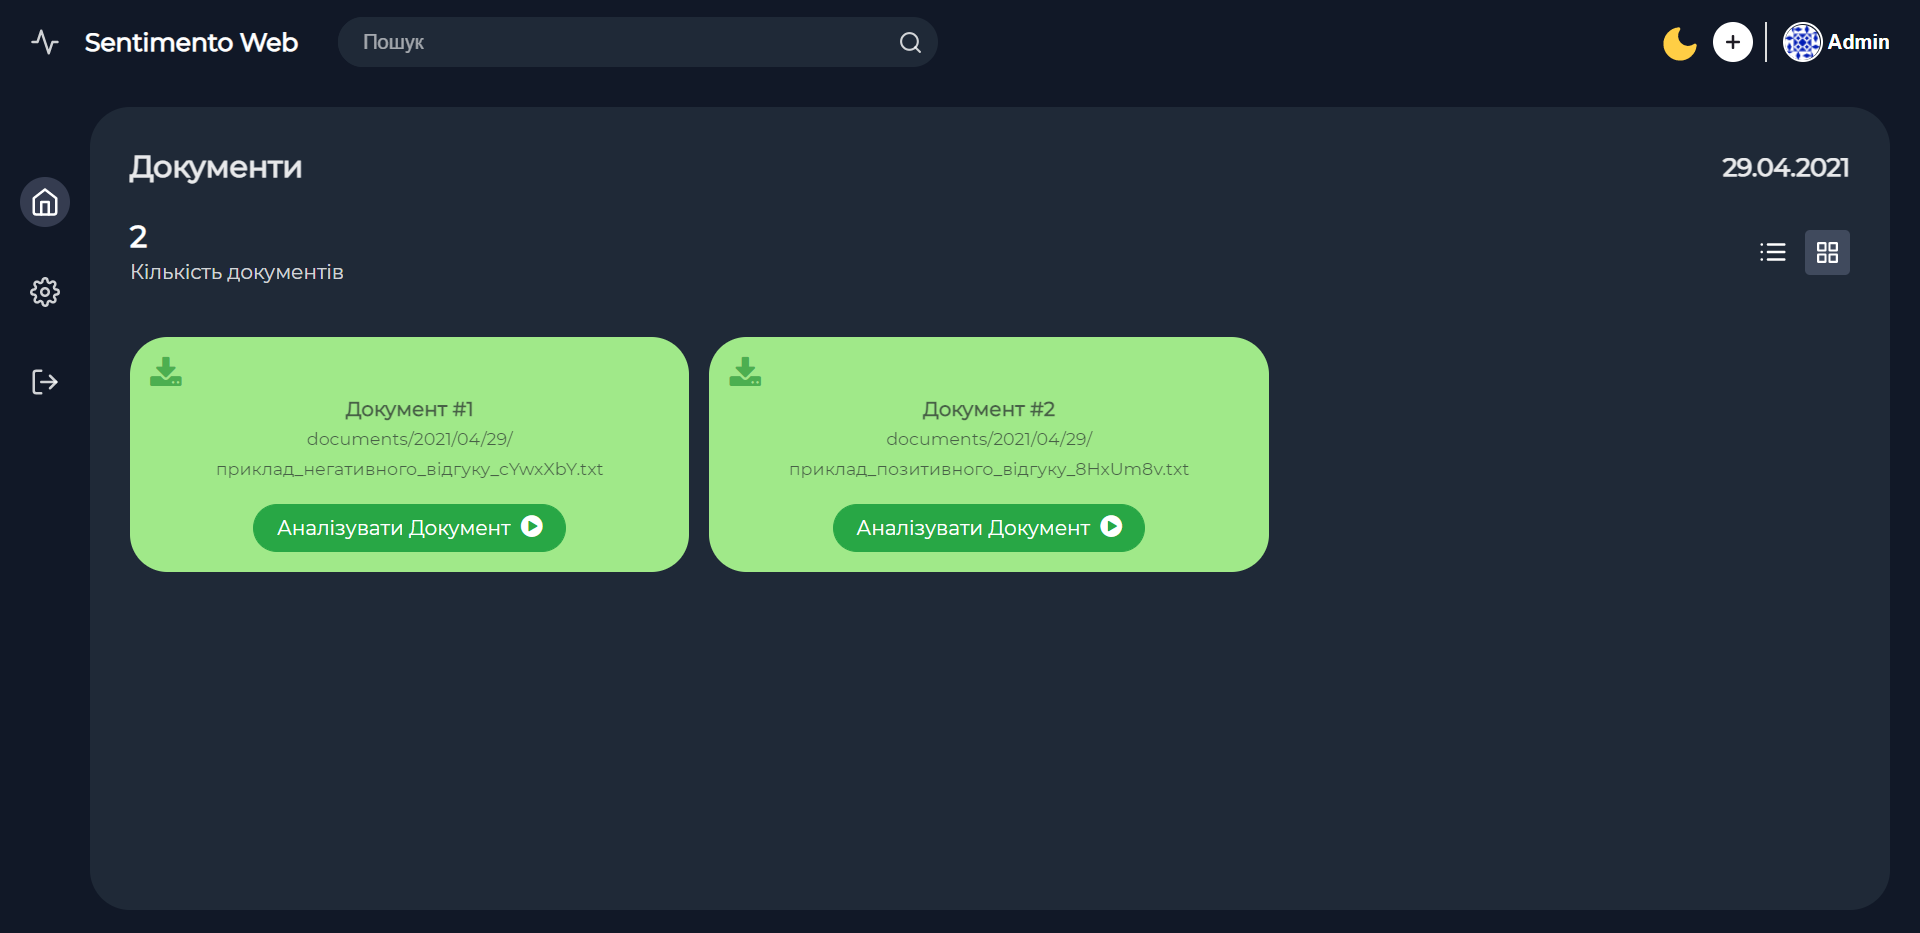 Sentimento Web
Пошук
Admin
Документи
29.04.2021
2
Кількість документів
Документ #1
documents/2021/04/29/
приклад_негативного_відгуку_cYwxXbY.txt
Аналізувати Документ
Документ #2
documents/2021/04/29/
приклад_позитивного_відгуку_8HxUm8v.txt
Аналізувати Документ